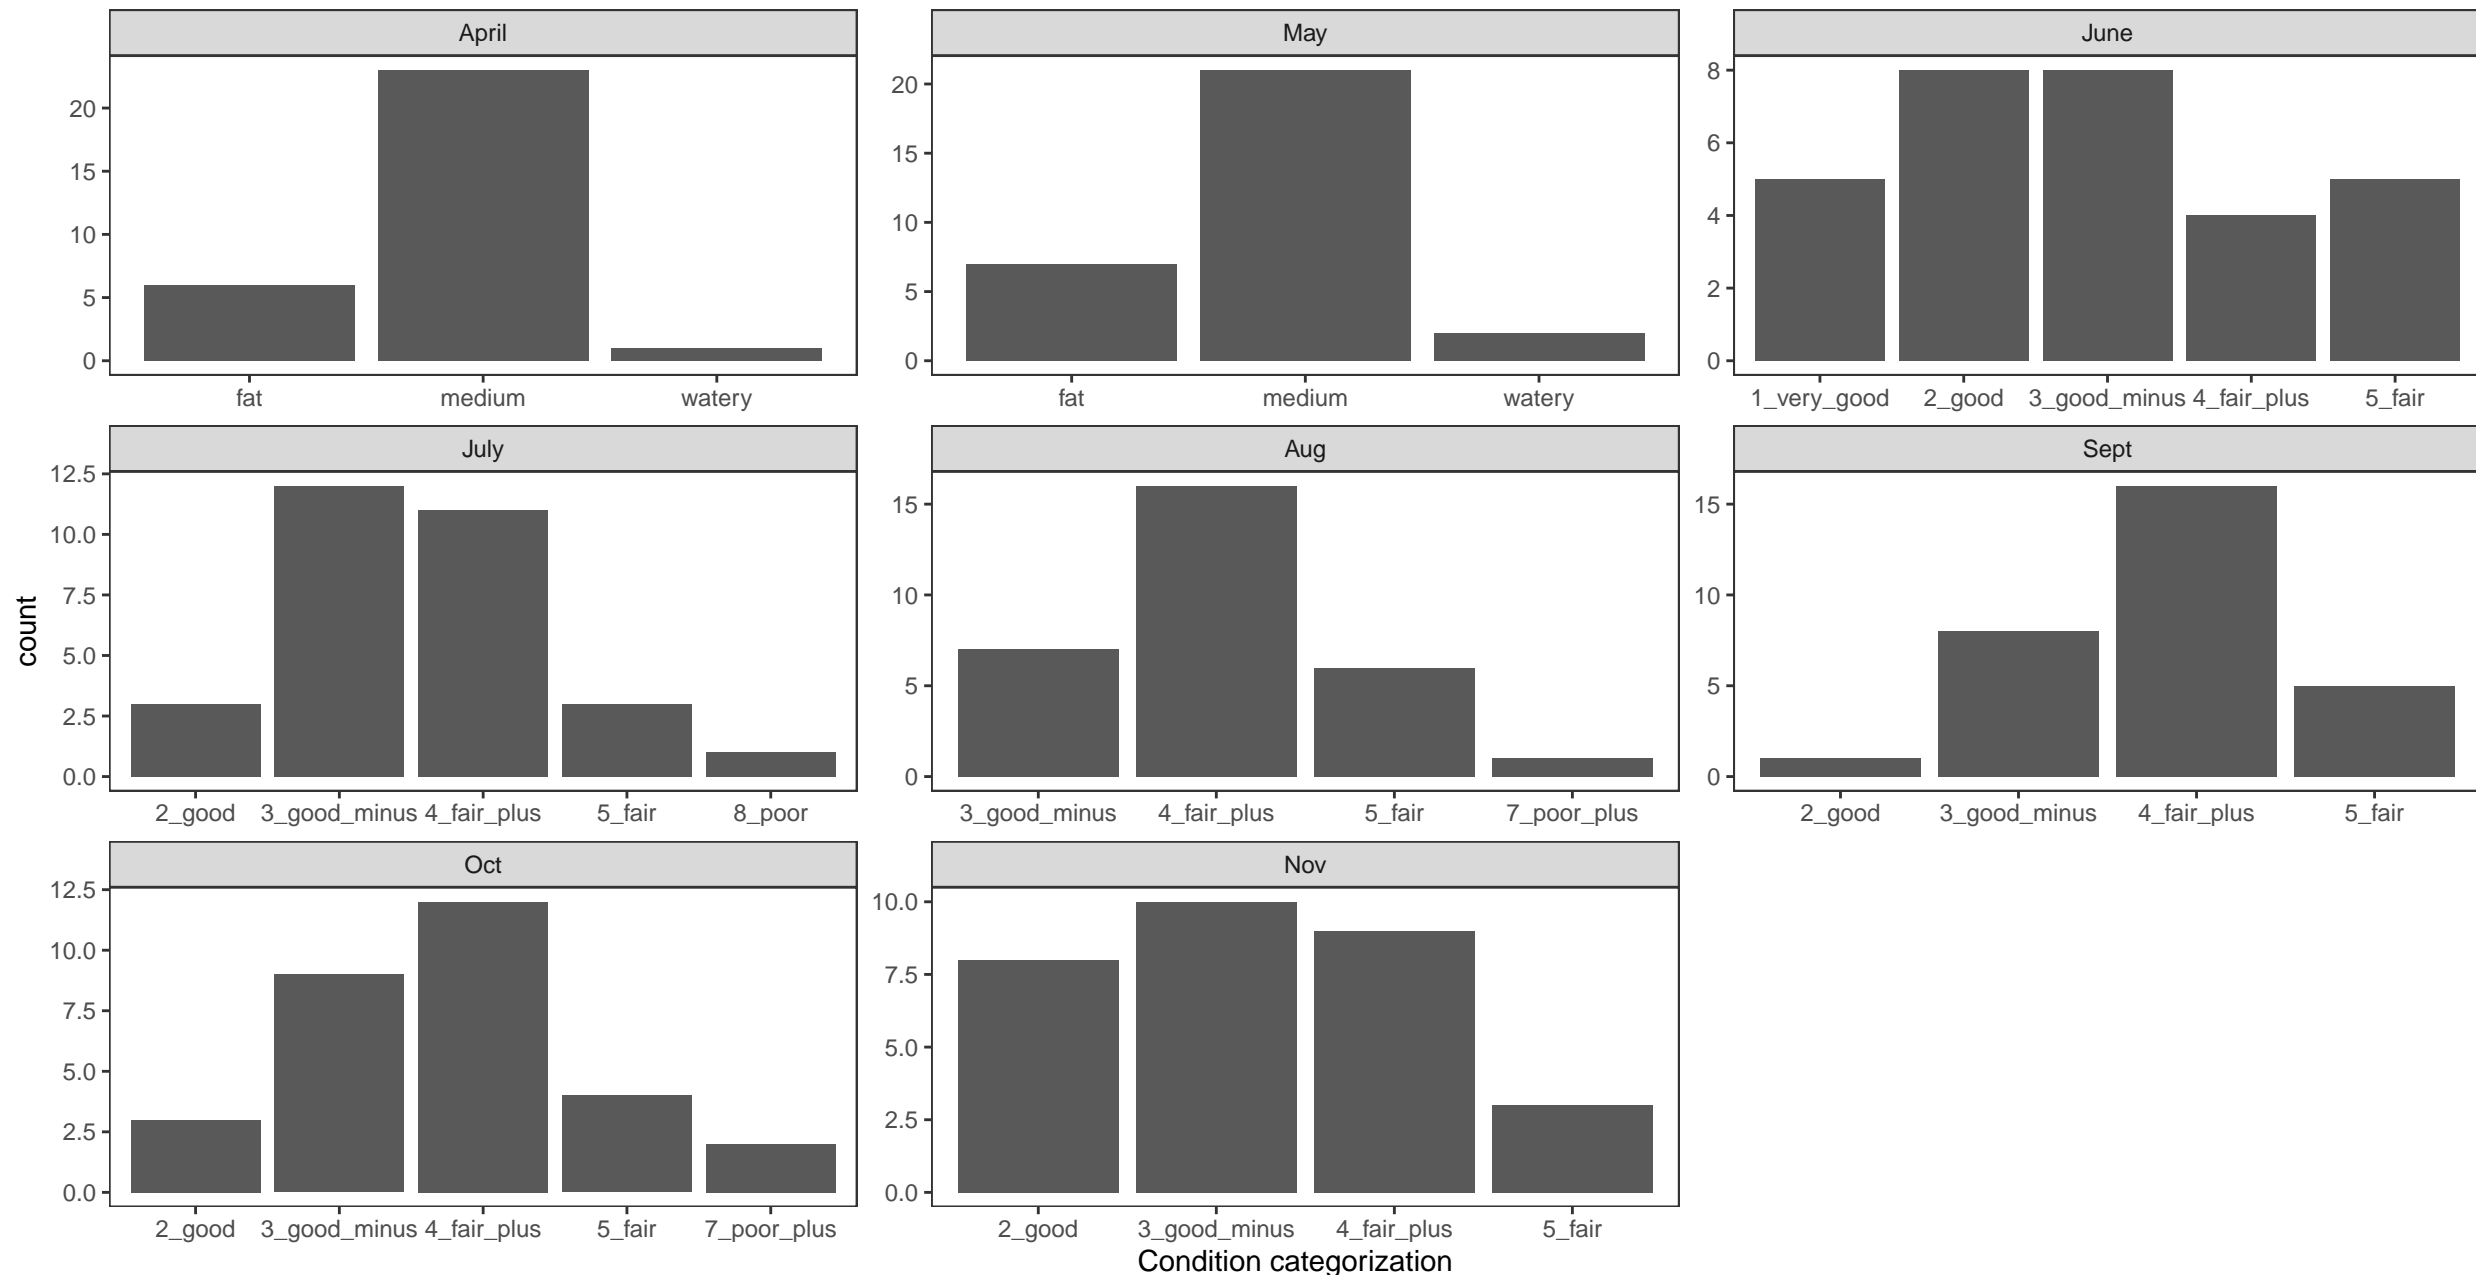 April
20
15
10
5
0
fat medium watery
May
20
15
10
5
0
fat medium watery
June
8
6
4
2
0
1_very_good 2_good 3_good_minus 4_fair_plus 5_fair
count
July
12.5
10.0
7.5
5.0
2.5
0.0
2_good 3_good_minus 4_fair_plus 5_fair 8_poor
Aug
15
10
5
0
3_good_minus 4_fair_plus 5_fair 7_poor_plus
Sept
15
10
5
0
2_good 3_good_minus 4_fair_plus 5_fair
Oct
12.5
10.0
7.5
5.0
2.5
0.0
2_good 3_good_minus 4_fair_plus 5_fair 7_poor_plus
Nov
10.0
7.5
5.0
2.5
0.0
2_good 3_good_minus 4_fair_plus 5_fair
Condition categorization